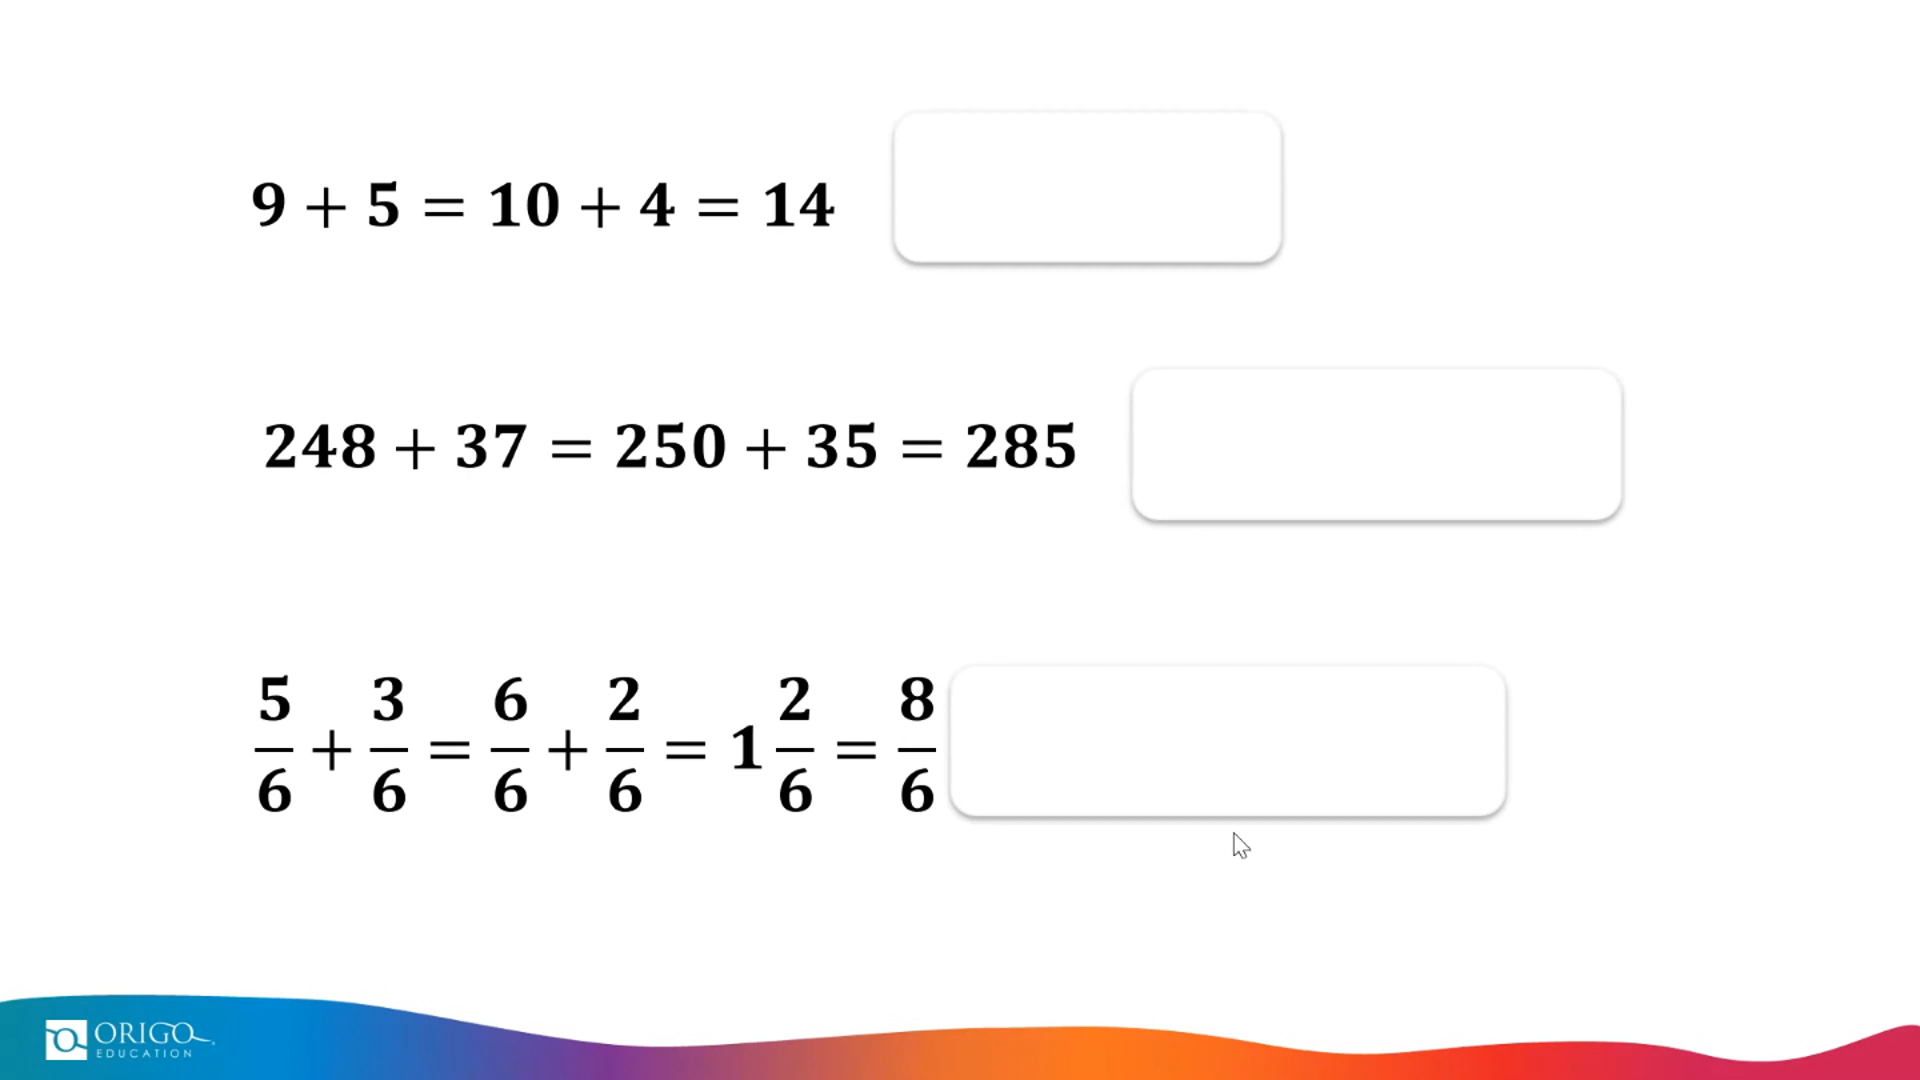 9 + 5 = 10 + 4 = 14
248 + 37 = 250 + 35 = 285
5/6 + 3/6 = 6/6 + 2/6 = 1 2/6 = 8/6
ORIGO
EDUCATION